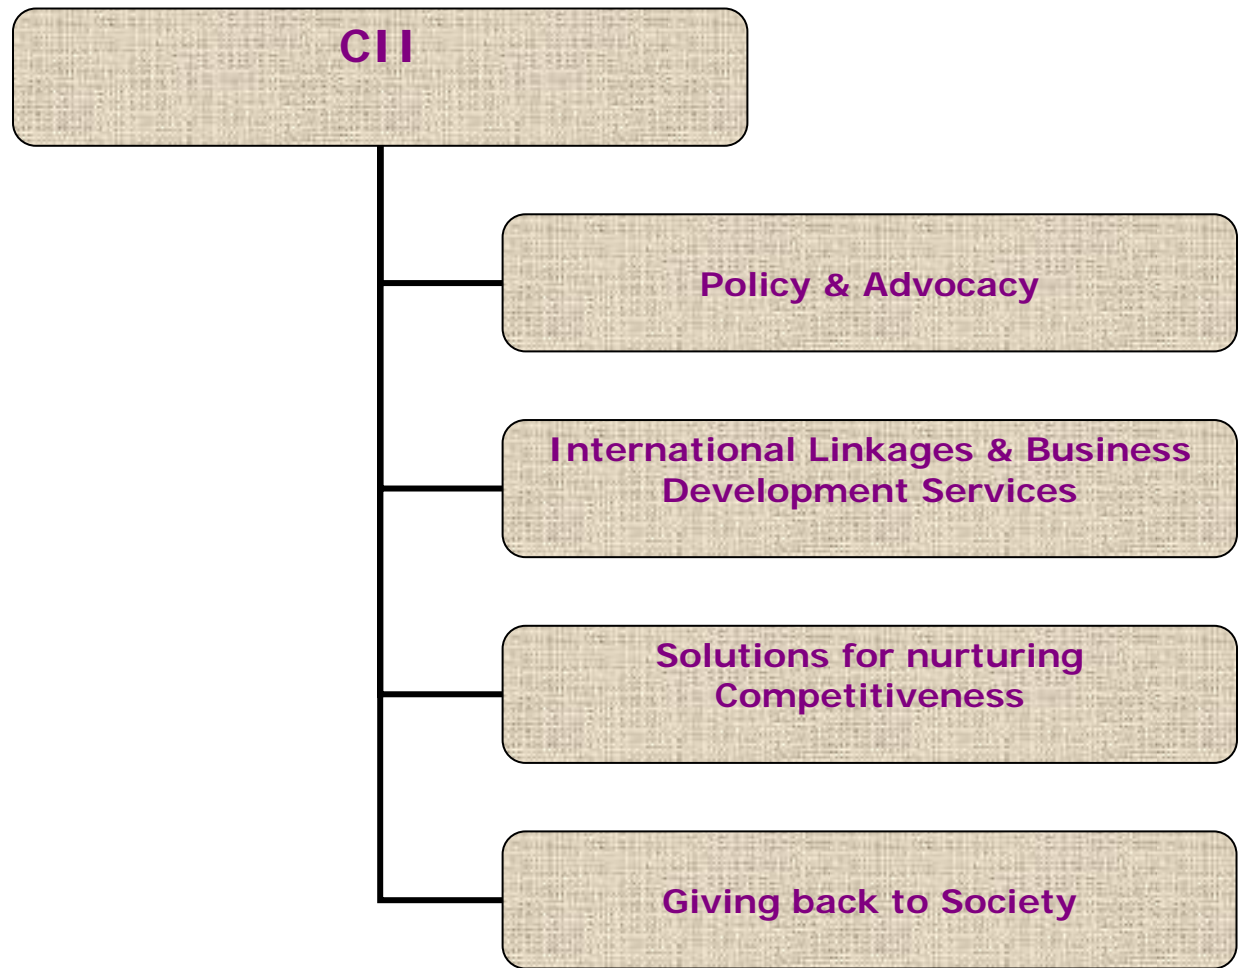 CII
Policy & Advocacy
International Linkages & Business
Development Services
Solutions for nurturing
Competitiveness
Giving back to Society